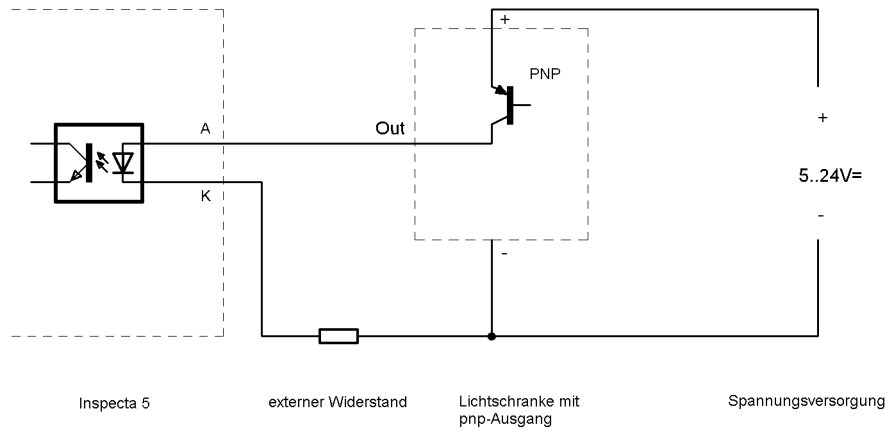 +
PNP
A
Out
+
5..24V=
K
-
-
Inspecta 5
externer Widerstand
Lichtschranke mit
pnp-Ausgang
Spannungsversorgung